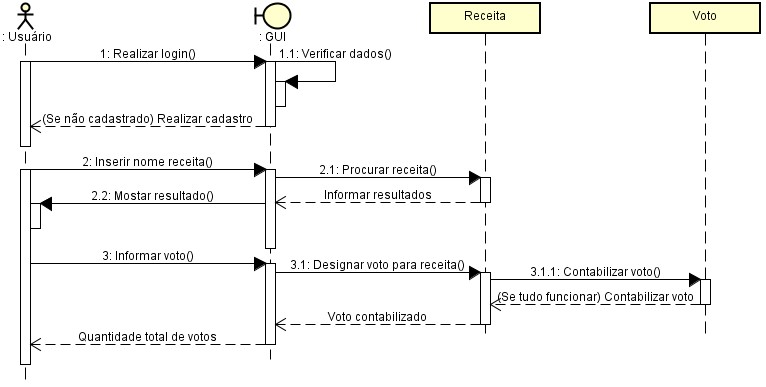 : Usuário
: GUI
Receita
Voto
1: Realizar login()
1.1: Verificar dados()
(Se não cadastrado) Realizar cadastro
2: Inserir nome receita()
2.1: Procurar receita()
2.2: Mostar resultado()
Informar resultados
3: Informar voto()
3.1: Designar voto para receita()
3.1.1: Contabilizar voto()
(Se tudo funcionar) Contabilizar voto
Voto contabilizado
Quantidade total de votos